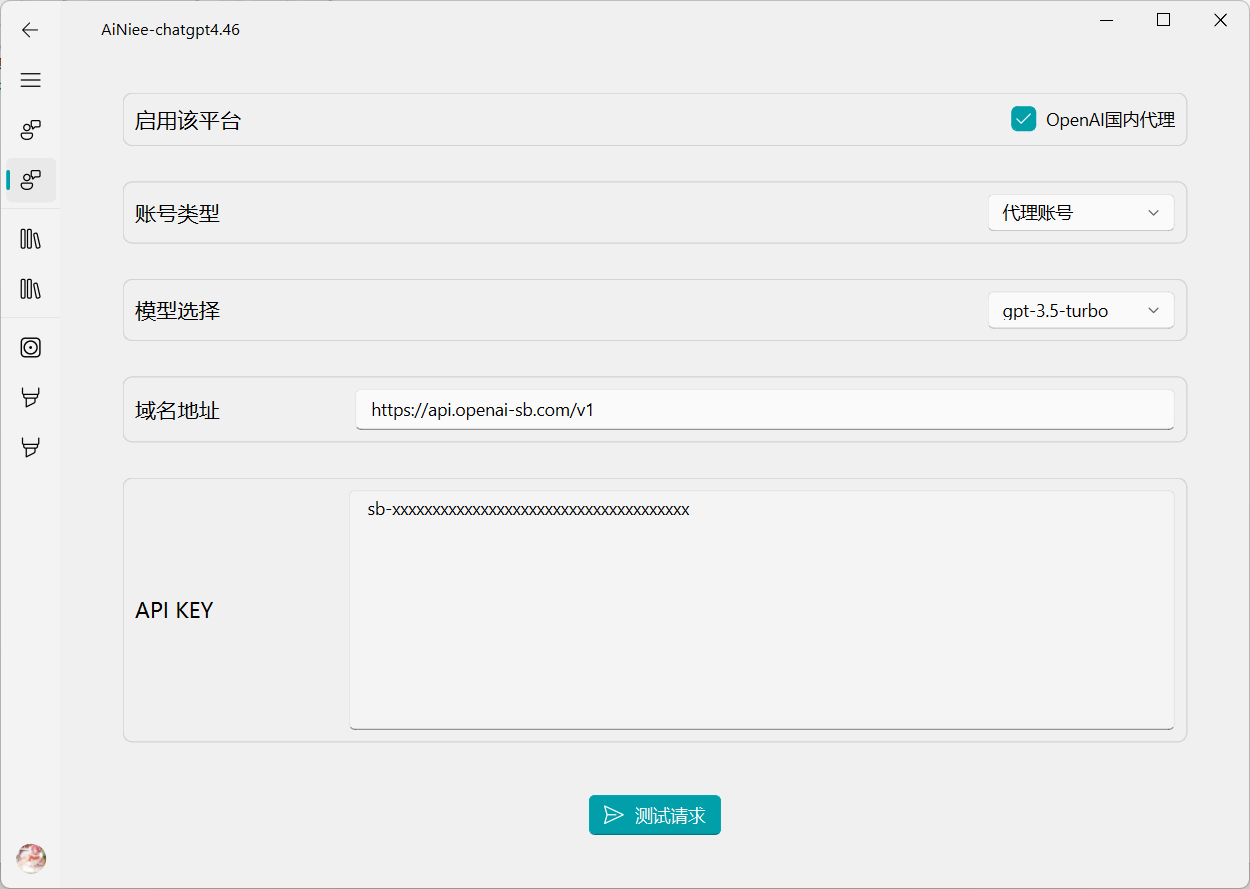 AiNiee-chatgpt4.46
启用该平台
OpenAI国内代理
账号类型
代理账号
模型选择
gpt-3.5-turbo
域名地址
https://api.openai-sb.com/v1
API KEY
sb-xxxxxxxxxxxxxxxxxxxxxxxxxxxxxxxxxxxxx
测试请求